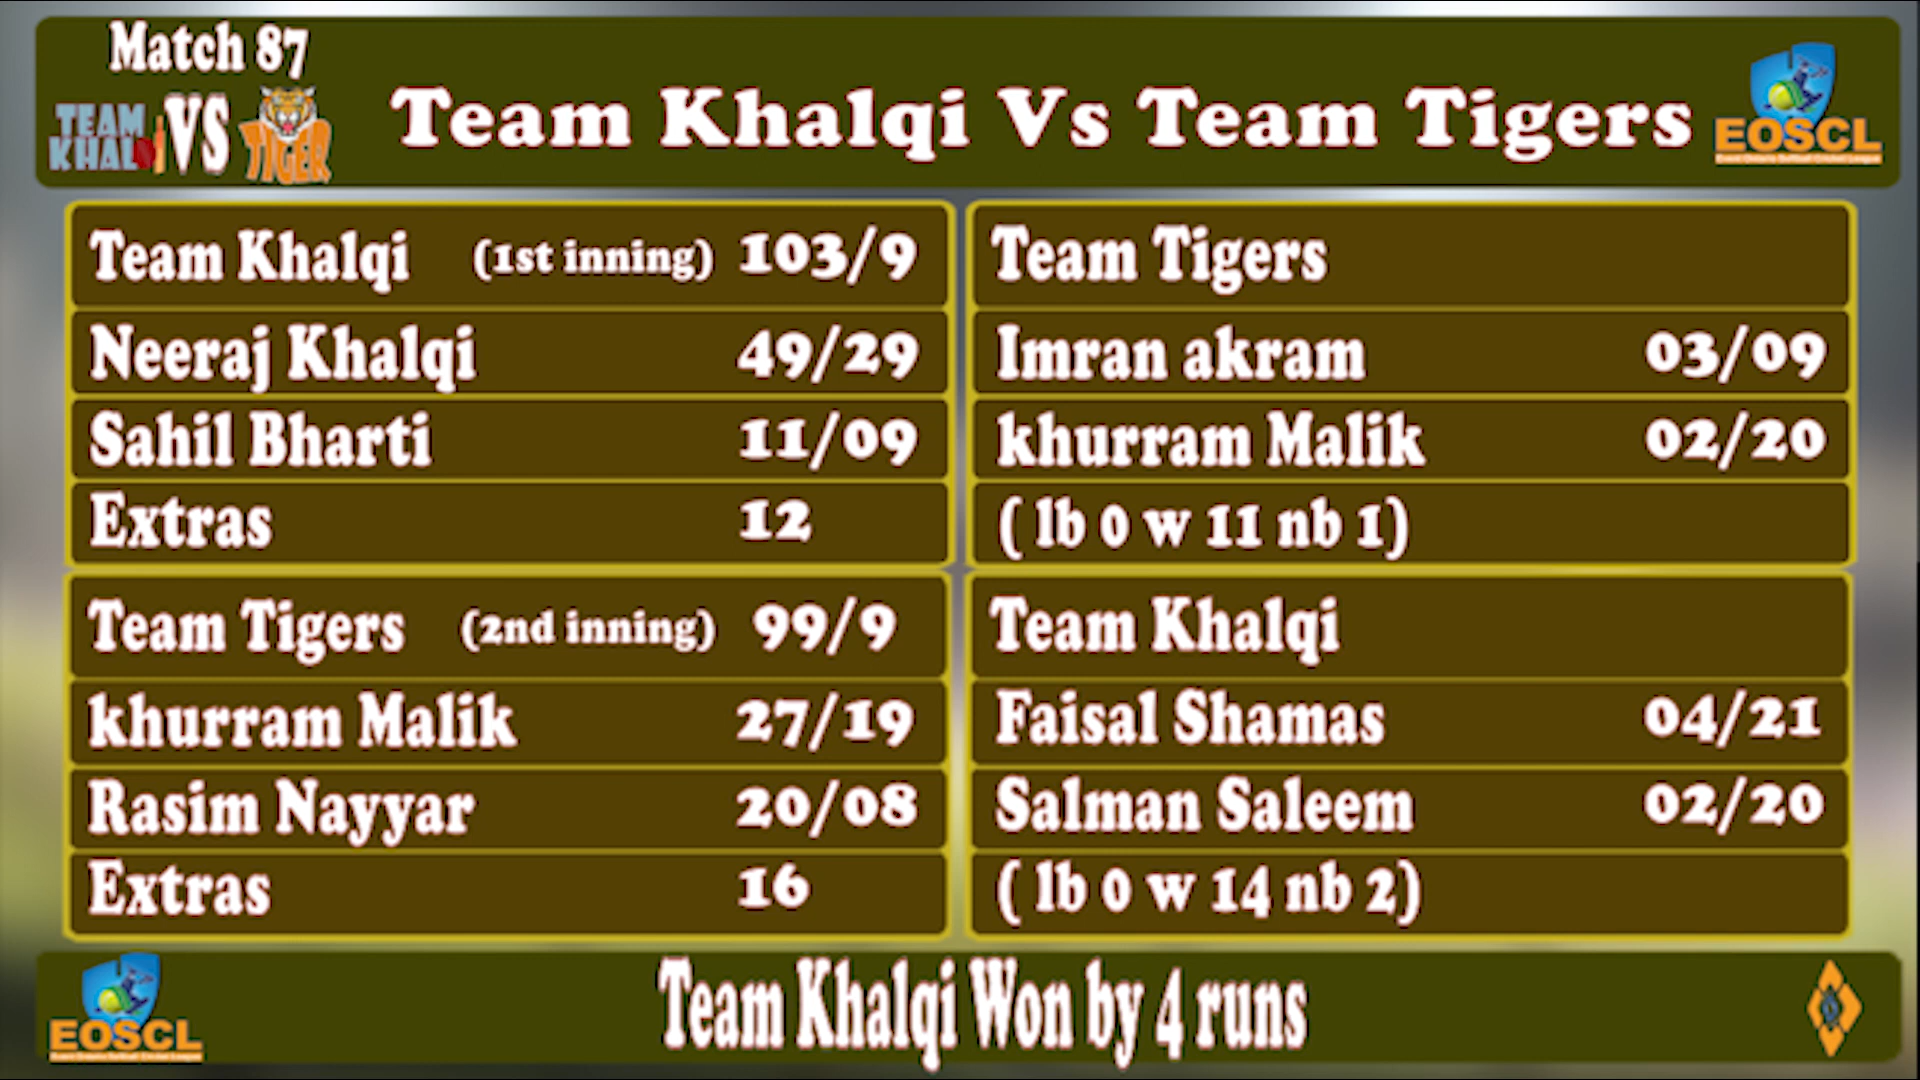 Match 87
TEAM KHALQI VS TIGER
Team Khalqi Vs Team Tigers
EOSCL
Team Khalqi (1st inning) 103/9
Neeraj Khalqi 49/29
Sahil Bharti 11/09
Extras 12
Team Tigers
Imran akram 03/09
khurram Malik 02/20
( lb 0 w 11 nb 1)
Team Tigers (2nd inning) 99/9
khurram Malik 27/19
Rasim Nayyar 20/08
Extras 16
Team Khalqi
Faisal Shamas 04/21
Salman Saleem 02/20
( lb 0 w 14 nb 2)
EOSCL
Team Khalqi Won by 4 runs